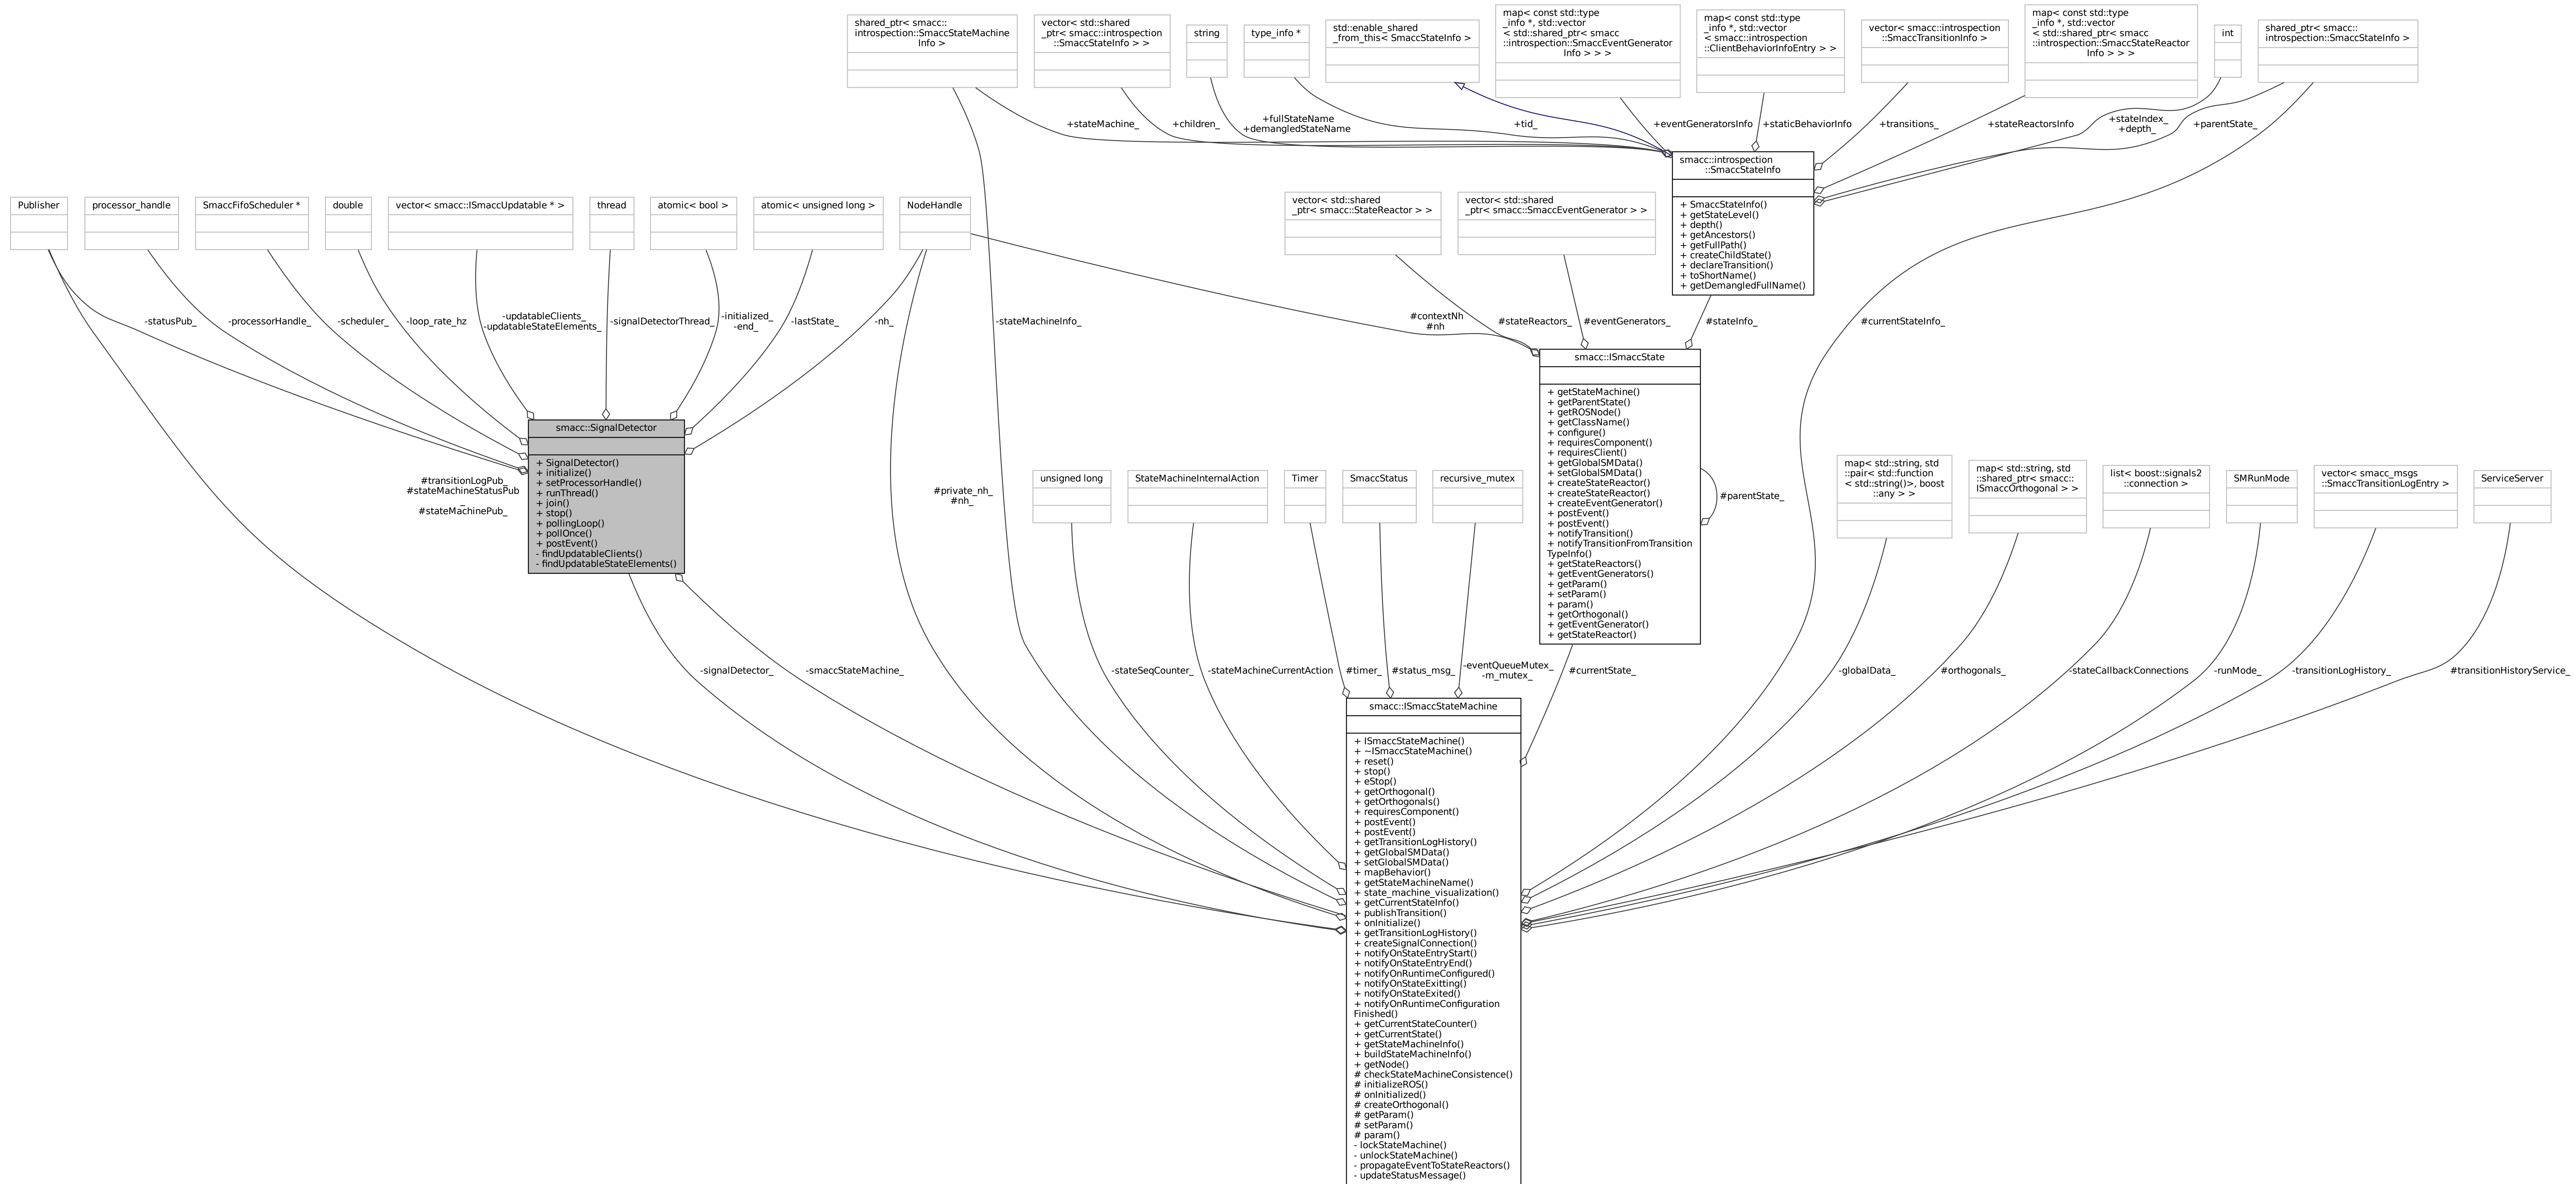 shared_ptr< smacc::
introspection::SmaccStateMachine
Info >
vector< std::shared
_ptr< smacc::introspection
::SmaccStateInfo > >
string
type_info *
std::enable_shared
_from_this< SmaccStateInfo >
map< const std::type
_info *, std::vector
< std::shared_ptr< smacc
::introspection::SmaccEventGenerator
Info > > >
map< const std::type
_info *, std::vector
< smacc::introspection
::ClientBehaviorInfoEntry > >
vector< smacc::introspection
::SmaccTransitionInfo >
map< const std::type
_info *, std::vector
< std::shared_ptr< smacc
::introspection::SmaccStateReactor
Info > > >
int
shared_ptr< smacc::
introspection::SmaccStateInfo >
+stateMachine_
+children_
+fullStateName
+demangledStateName
+tid_
+eventGeneratorsInfo
+staticBehaviorInfo
+transitions_
+stateReactorsInfo
+stateIndex_
+depth_
+parentState_
smacc::introspection
::SmaccStateInfo
+ SmaccStateInfo()
+ getStateLevel()
+ depth()
+ getAncestors()
+ getFullPath()
+ createChildState()
+ declareTransition()
+ toShortName()
+ getDemangledFullName()
Publisher
processor_handle
SmaccFifoScheduler *
double
vector< smacc::ISmaccUpdatable * >
thread
atomic< bool >
atomic< unsigned long >
NodeHandle
vector< std::shared
_ptr< smacc::StateReactor > >
vector< std::shared
_ptr< smacc::SmaccEventGenerator > >
-statusPub_
-processorHandle_
-scheduler_
-loop_rate_hz
-updatableClients_
-updatableStateElements_
-signalDetectorThread_
-initialized_
-end_
-lastState_
-nh_
-stateMachineInfo_
#contextNh
#nh
#stateReactors_
#eventGenerators_
#stateInfo_
#currentStateInfo_
smacc::ISmaccState
+ getStateMachine()
+ getParentState()
+ getROSNode()
+ getClassName()
+ configure()
+ requiresComponent()
+ requiresClient()
+ getGlobalSMData()
+ setGlobalSMData()
+ createStateReactor()
+ createStateReactor()
+ createEventGenerator()
+ postEvent()
+ postEvent()
+ notifyTransition()
+ notifyTransitionFromTransition
TypeInfo()
+ getStateReactors()
+ getEventGenerators()
+ getParam()
+ setParam()
+ param()
+ getOrthogonal()
+ getEventGenerator()
+ getStateReactor()
#parentState_
smacc::SignalDetector
+ SignalDetector()
+ initialize()
+ setProcessorHandle()
+ runThread()
+ join()
+ stop()
+ pollingLoop()
+ pollOnce()
+ postEvent()
- findUpdatableClients()
- findUpdatableStateElements()
#transitionLogPub_
#stateMachineStatusPub
_
#stateMachinePub_
#private_nh_
#nh_
unsigned long
StateMachineInternalAction
Timer
SmaccStatus
recursive_mutex
map< std::string, std
::pair< std::function
< std::string()>, boost
::any > >
map< std::string, std
::shared_ptr< smacc::
ISmaccOrthogonal > >
list< boost::signals2
::connection >
SMRunMode
vector< smacc_msgs
::SmaccTransitionLogEntry >
ServiceServer
-signalDetector_
-smaccStateMachine_
-stateSeqCounter_
-stateMachineCurrentAction
#timer_
#status_msg_
-eventQueueMutex_
-m_mutex_
#currentState_
-globalData_
#orthogonals_
-stateCallbackConnections
-runMode_
-transitionLogHistory_
#transitionHistoryService_
smacc::ISmaccStateMachine
+ ISmaccStateMachine()
+ ~ISmaccStateMachine()
+ reset()
+ stop()
+ eStop()
+ getOrthogonal()
+ getOrthogonals()
+ requiresComponent()
+ postEvent()
+ postEvent()
+ getTransitionLogHistory()
+ getGlobalSMData()
+ setGlobalSMData()
+ mapBehavior()
+ getStateMachineName()
+ state_machine_visualization()
+ getCurrentStateInfo()
+ publishTransition()
+ onInitialize()
+ getTransitionLogHistory()
+ createSignalConnection()
+ notifyOnStateEntryStart()
+ notifyOnStateEntryEnd()
+ notifyOnRuntimeConfigured()
+ notifyOnStateExitting()
+ notifyOnStateExited()
+ notifyOnRuntimeConfiguration
Finished()
+ getCurrentStateCounter()
+ getCurrentState()
+ getStateMachineInfo()
+ buildStateMachineInfo()
+ getNode()
# checkStateMachineConsistence()
# initializeROS()
# onInitialized()
# createOrthogonal()
# getParam()
# setParam()
# param()
- lockStateMachine()
- unlockStateMachine()
- propagateEventToStateReactors()
- updateStatusMessage()